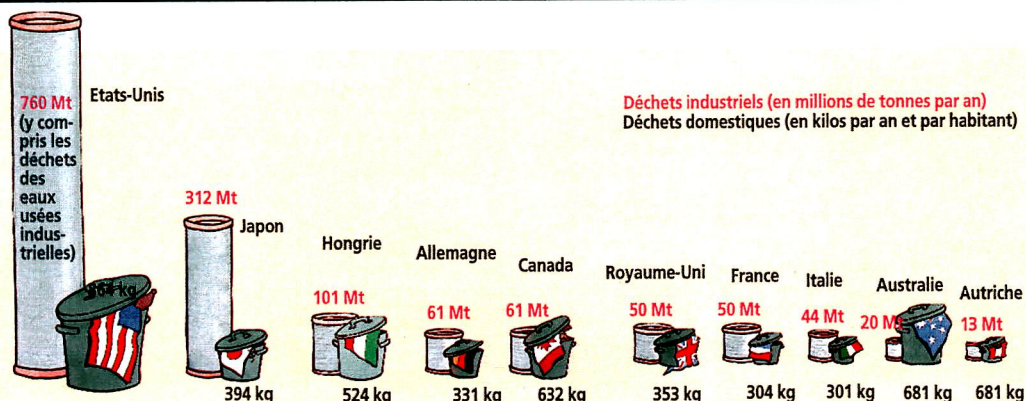 760 Mt
(y com-
pris les
déchets
des
eaux
usées
indus-
trielles)
Etats-Unis
864 kg
312 Mt
Japon
394 kg
Hongrie
101 Mt
524 kg
Allemagne
61 Mt
331 kg
Canada
61 Mt
632 kg
Royaume-Uni
50 Mt
353 kg
France
50 Mt
304 kg
Italie
44 Mt
301 kg
Australie
20 Mt
681 kg
Autriche
13 Mt
681 kg
Déchets industriels (en millions de tonnes par an)
Déchets domestiques (en kilos par an et par habitant)